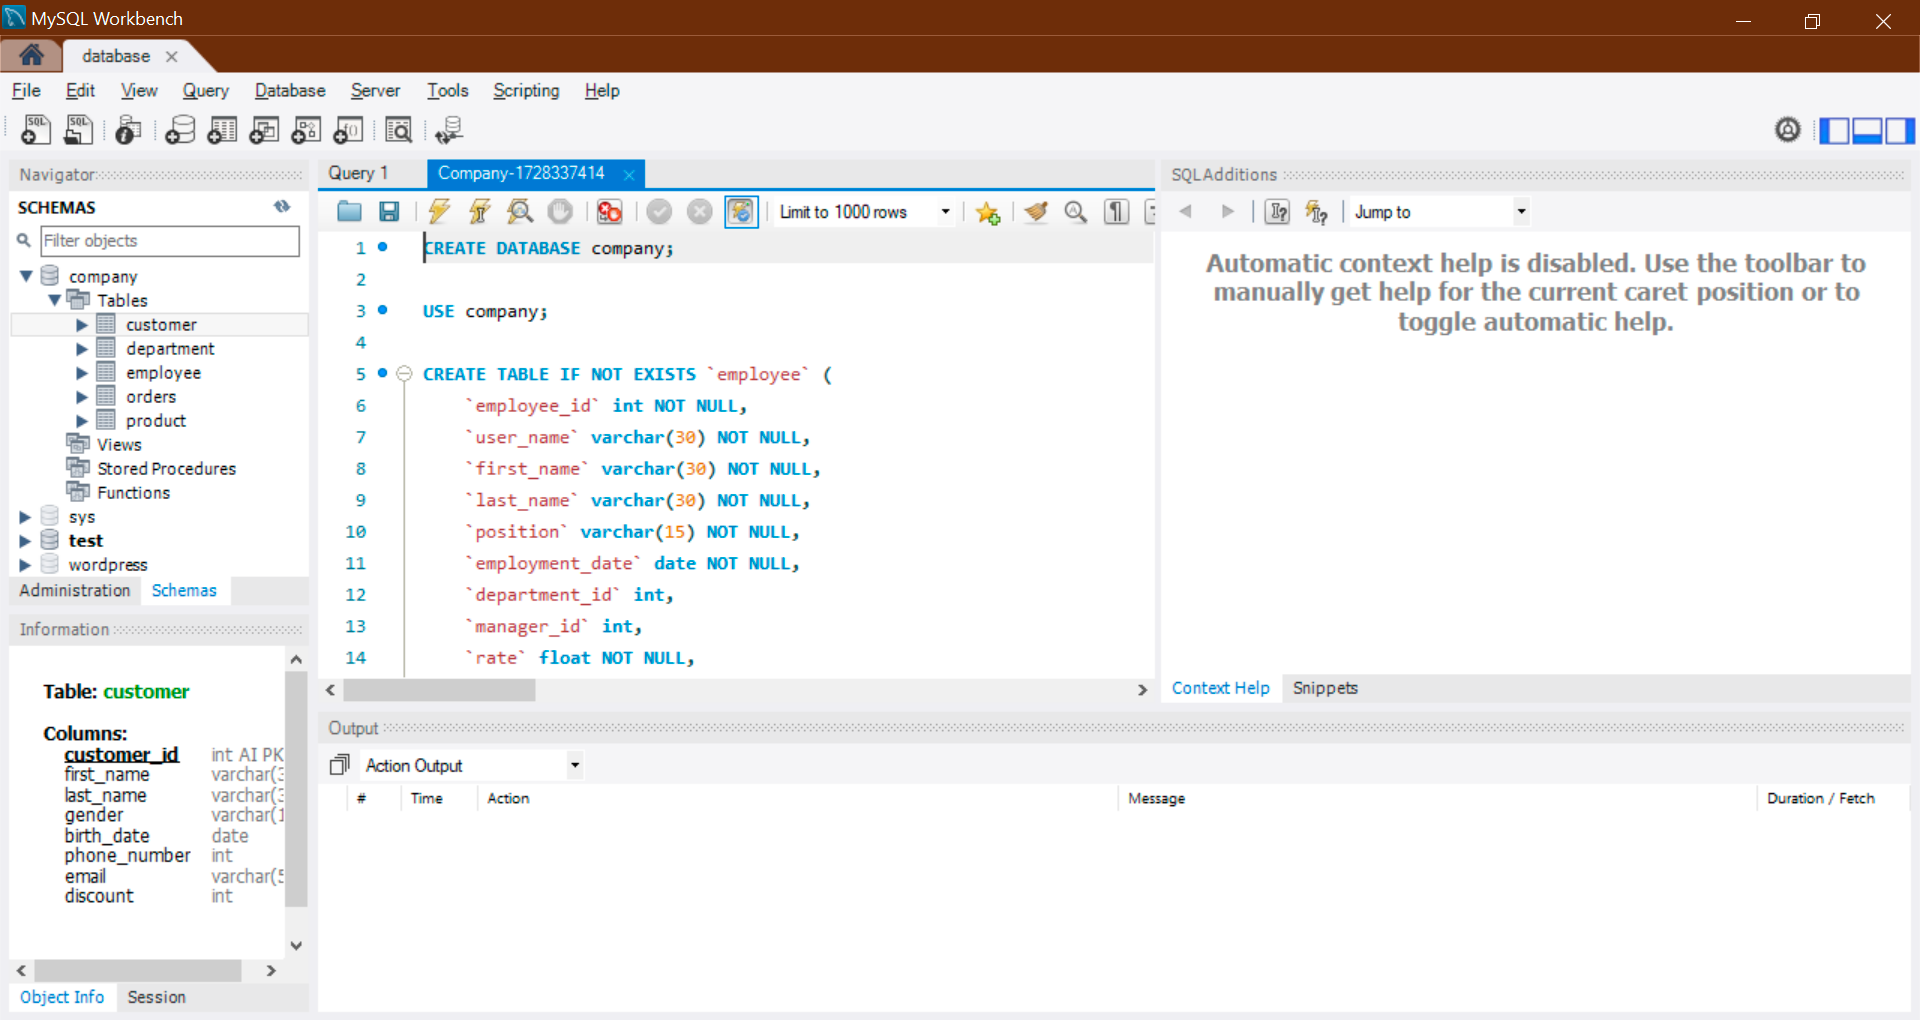 MySQL Workbench
database
File Edit View Query Database Server Tools Scripting Help
Navigator
SCHEMAS
Filter objects
company
Tables
customer
department
employee
orders
product
Views
Stored Procedures
Functions
sys
test
wordpress
Administration Schemas
Information
Table: customer
Columns:
customer_id int AI PK
first_name varchar(3
last_name varchar(3
gender varchar(1
birth_date date
phone_number int
email varchar(5
discount int
Object Info Session
Query 1 Company-1728337414
Limit to 1000 rows
1 CREATE DATABASE company;
2
3 USE company;
4
5 CREATE TABLE IF NOT EXISTS `employee` (
6 `employee_id` int NOT NULL,
7 `user_name` varchar(30) NOT NULL,
8 `first_name` varchar(30) NOT NULL,
9 `last_name` varchar(30) NOT NULL,
10 `position` varchar(15) NOT NULL,
11 `employment_date` date NOT NULL,
12 `department_id` int,
13 `manager_id` int,
14 `rate` float NOT NULL,
SQLAdditions
Jump to
Automatic context help is disabled. Use the toolbar to
manually get help for the current caret position or to
toggle automatic help.
Context Help Snippets
Output
Action Output
# Time Action Message Duration / Fetch